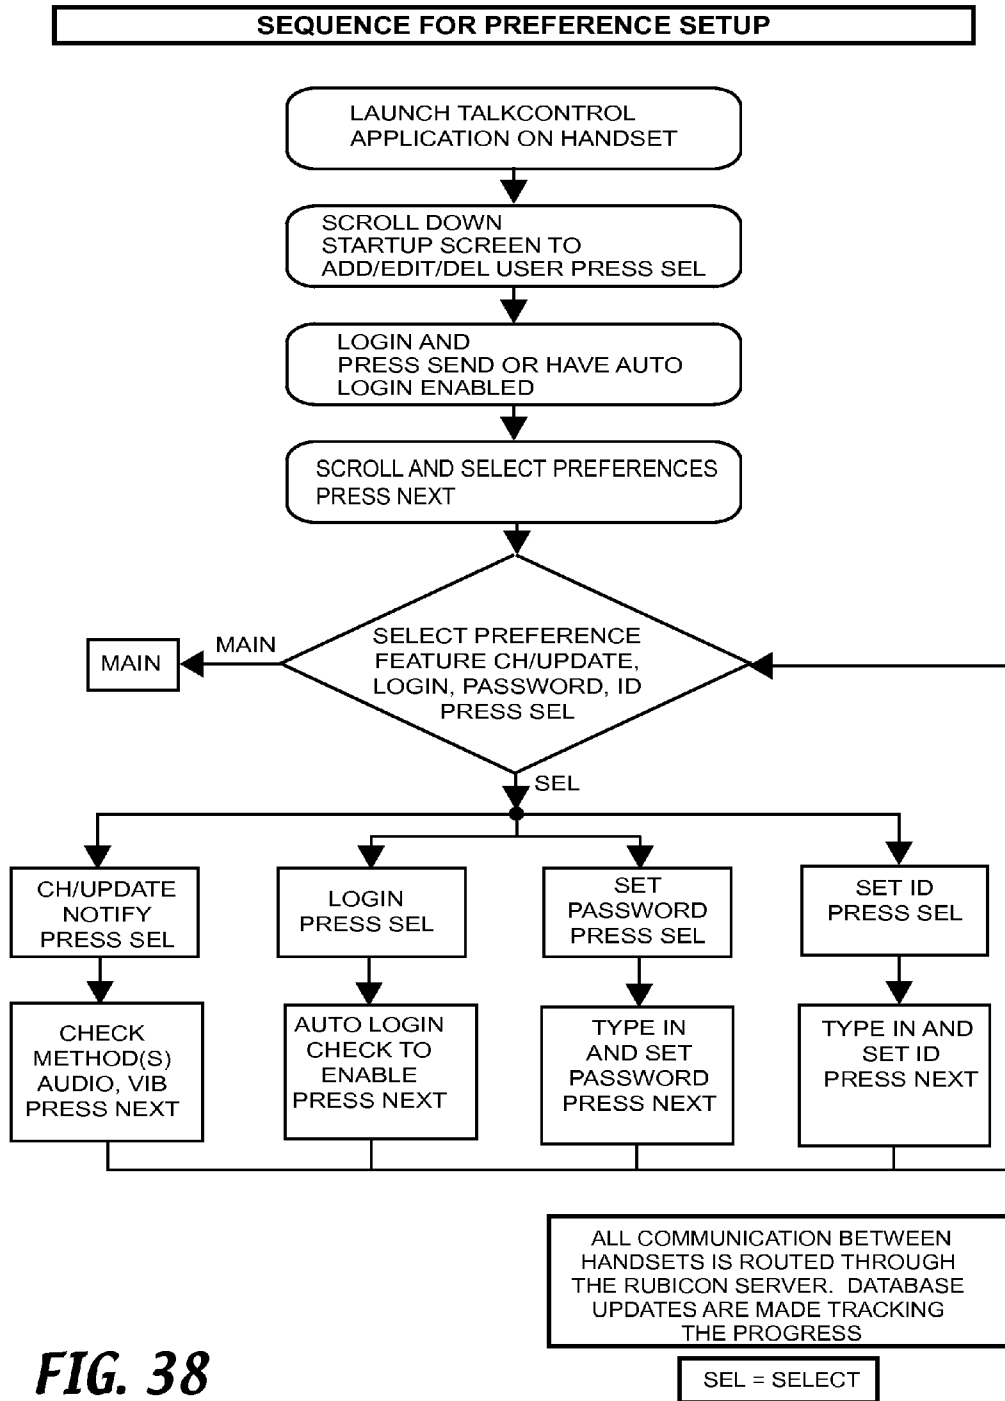 SEQUENCE FOR PREFERENCE SETUP
LAUNCH TALKCONTROL
APPLICATION ON HANDSET
SCROLL DOWN
STARTUP SCREEN TO
ADD/EDIT/DEL USER PRESS SEL
LOGIN AND
PRESS SEND OR HAVE AUTO
LOGIN ENABLED
SCROLL AND SELECT PREFERENCES
PRESS NEXT
SELECT PREFERENCE
FEATURE CH/UPDATE,
LOGIN, PASSWORD, ID
PRESS SEL
MAIN
MAIN
SEL
CH/UPDATE
NOTIFY
PRESS SEL
LOGIN
PRESS SEL
SET
PASSWORD
PRESS SEL
SET ID
PRESS SEL
CHECK
METHOD(S)
AUDIO, VIB
PRESS NEXT
AUTO LOGIN
CHECK TO
ENABLE
PRESS NEXT
TYPE IN
AND SET
PASSWORD
PRESS NEXT
TYPE IN AND
SET ID
PRESS NEXT
ALL COMMUNICATION BETWEEN
HANDSETS IS ROUTED THROUGH
THE RUBICON SERVER. DATABASE
UPDATES ARE MADE TRACKING
THE PROGRESS
SEL = SELECT
FIG. 38